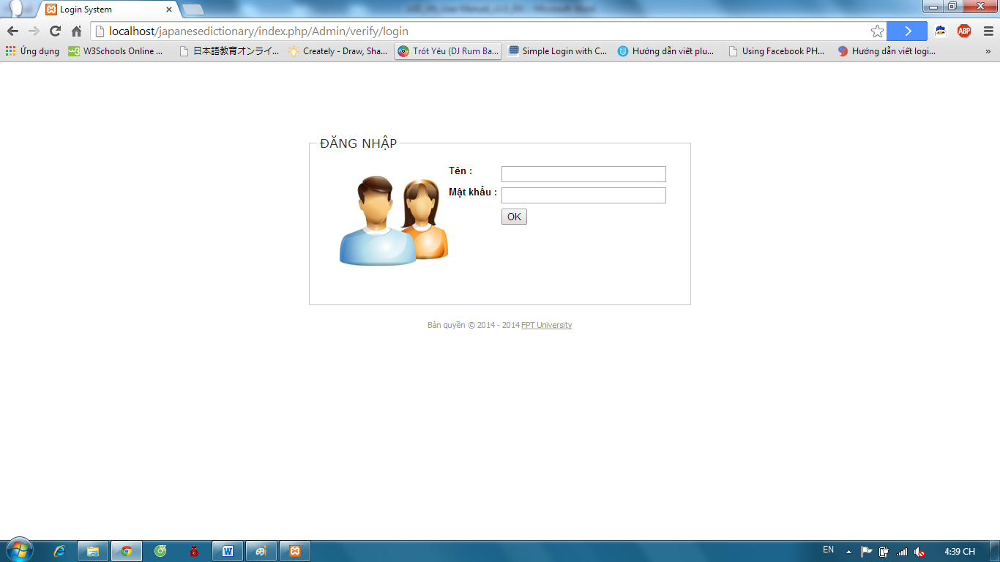 Login System
localhost/japanesedictionary/index.php/Admin/verify/login
ABP
Ứng dụng W3Schools Online ... 日本語教育オンライ... Creately - Draw, Sha... Trót Yêu (DJ Rum Ba... Simple Login with C... Hướng dẫn viết plu... Using Facebook PH... Hướng dẫn viết logi... »
ĐĂNG NHẬP
Tên :
Mật khẩu :
OK
Bản quyền © 2014 - 2014 FPT University
EN 4:39 CH